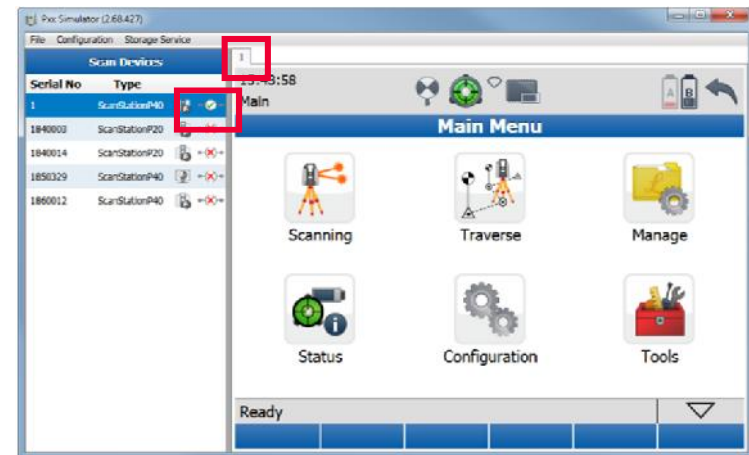 Pxx Simulator (2.68.427)
File Configuration Storage Service
Scan Devices
Serial No Type
1 ScanStationP40
1840003 ScanStationP20
1840014 ScanStationP20
1850329 ScanStationP40
1860012 ScanStationP40
1
:58
Main
A B
Main Menu
Scanning Traverse Manage
Status Configuration Tools
Ready